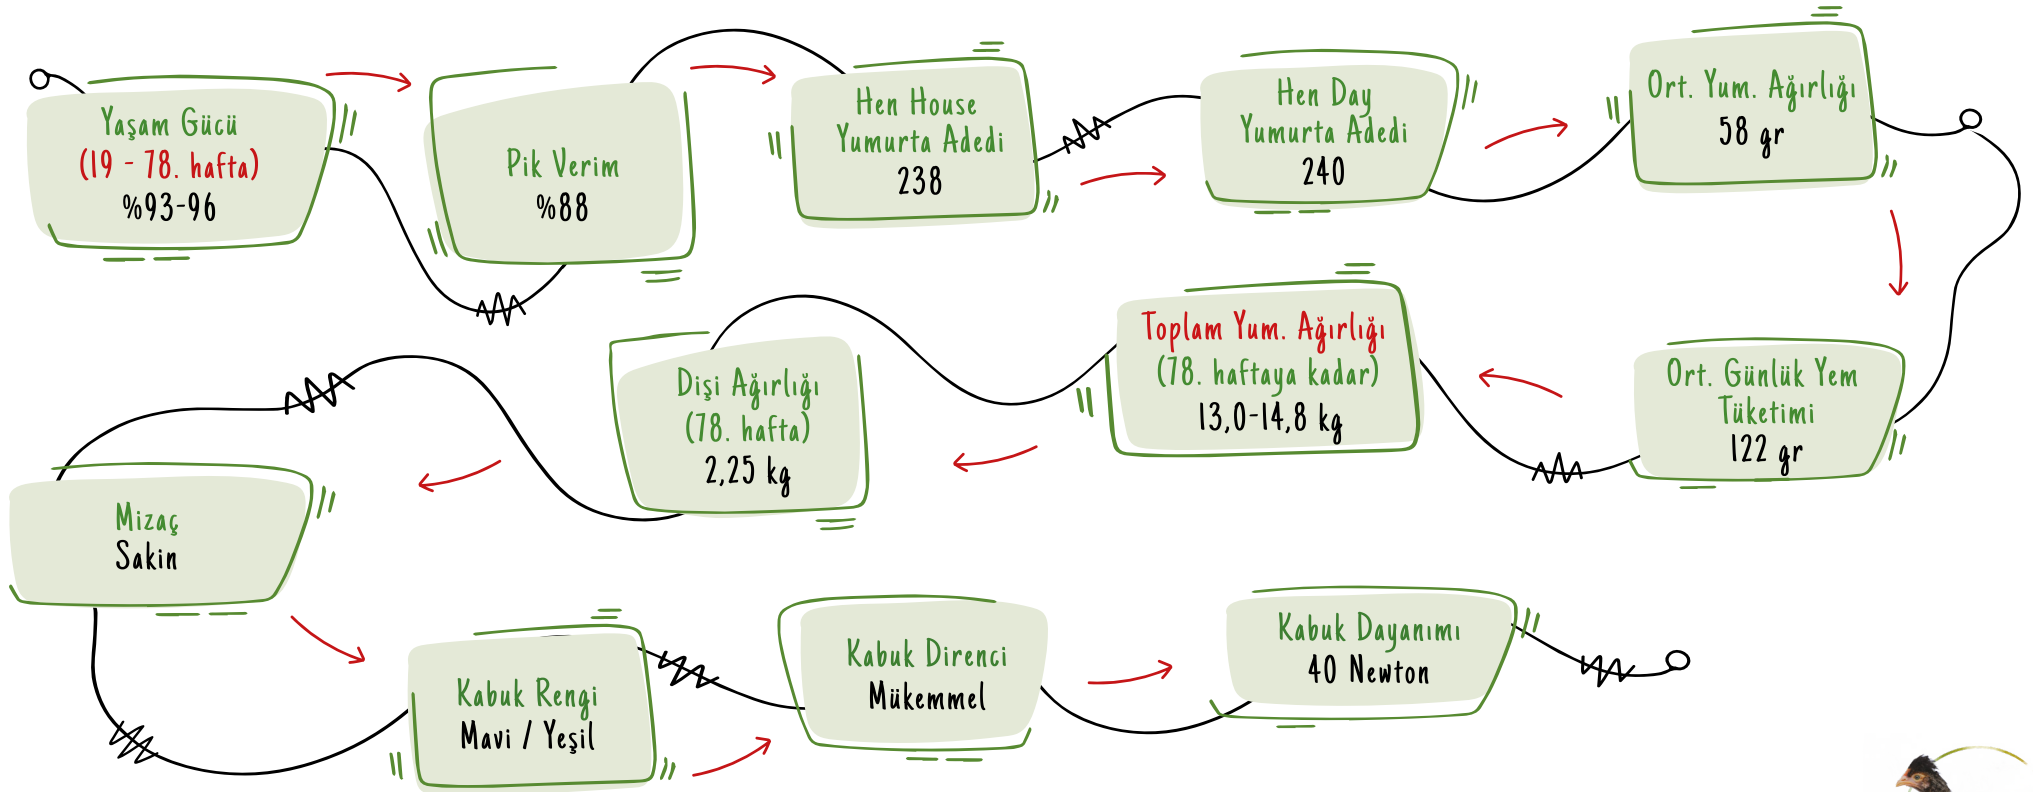 Yaşam Gücü
(19 - 78. hafta)
%93-96
Pik Verim
%88
Hen House
Yumurta Adedi
238
Hen Day
Yumurta Adedi
240
Ort. Yum. Ağırlığı
58 gr
Ort. Günlük Yem
Tüketimi
122 gr
Toplam Yum. Ağırlığı
(78. haftaya kadar)
13,0-14,8 kg
Dişi Ağırlığı
(78. hafta)
2,25 kg
Mizaç
Sakin
Kabuk Rengi
Mavi / Yeşil
Kabuk Direnci
Mükemmel
Kabuk Dayanımı
40 Newton